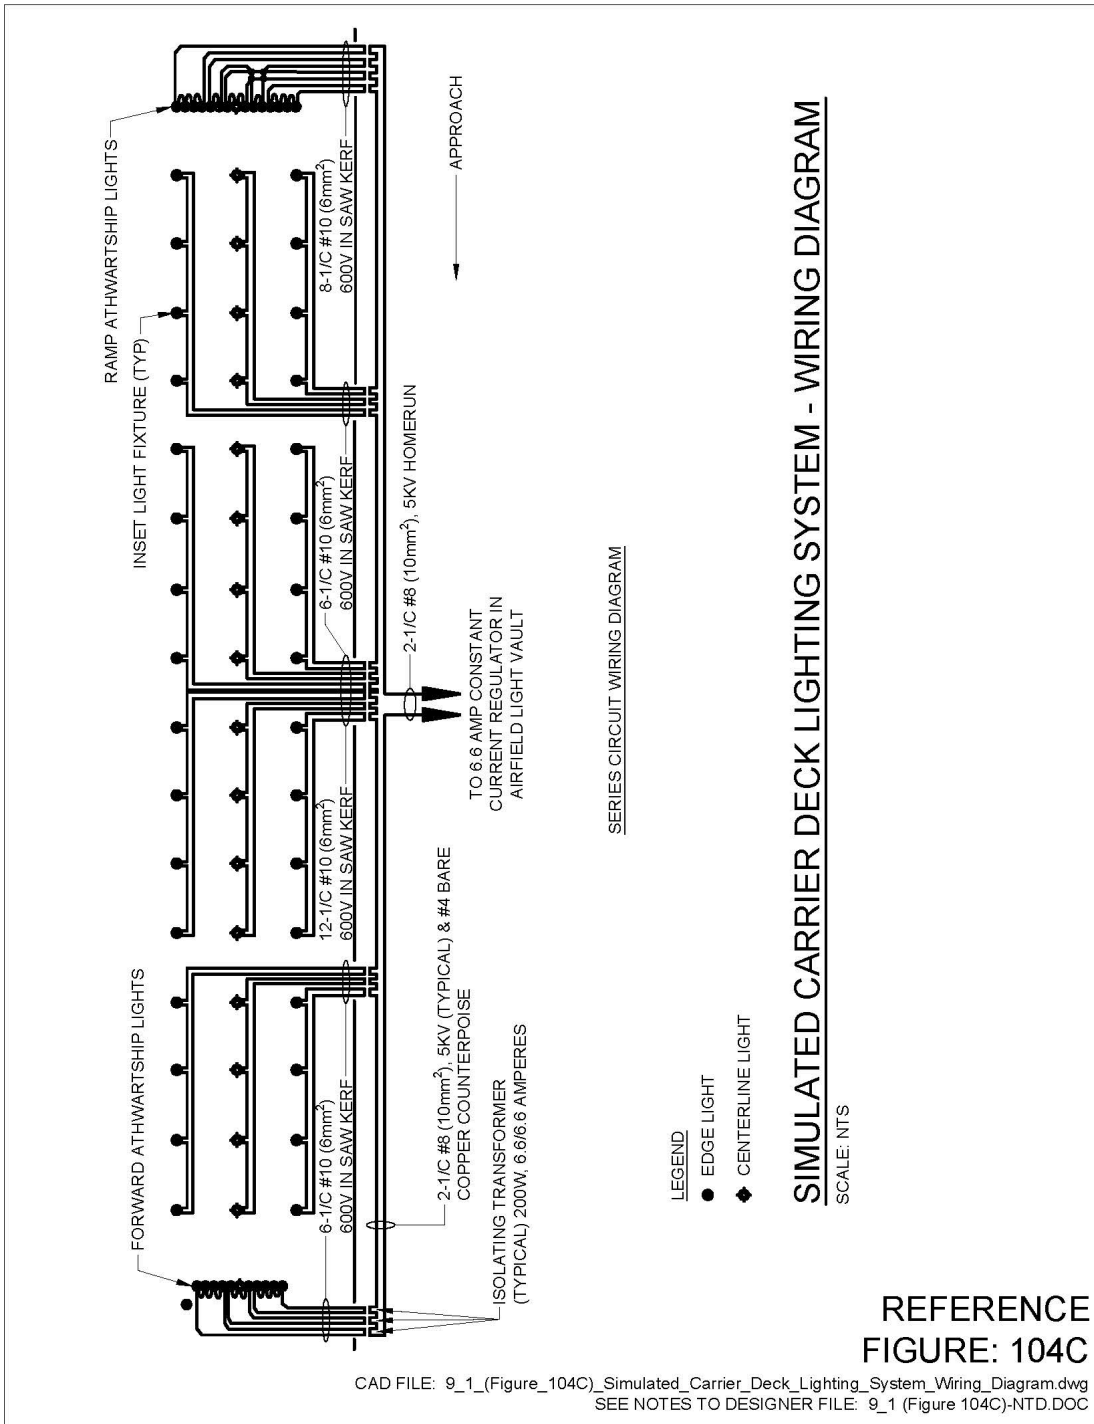 RAMP ATHWARTSHIP LIGHTS
INSET LIGHT FIXTURE (TYP)
FORWARD ATHWARTSHIP LIGHTS
8-1/C #10 (6mm²)
600V IN SAW KERF
6-1/C #10 (6mm²)
600V IN SAW KERF
12-1/C #10 (6mm²)
600V IN SAW KERF
6-1/C #10 (6mm²)
600V IN SAW KERF
APPROACH
2-1/C #8 (10mm²), 5KV HOMERUN
TO 6.6 AMP CONSTANT
CURRENT REGULATOR IN
AIRFIELD LIGHT VAULT
2-1/C #8 (10mm²), 5KV (TYPICAL) & #4 BARE
COPPER COUNTERPOISE
ISOLATING TRANSFORMER
(TYPICAL) 200W, 6.6/6.6 AMPERES
SERIES CIRCUIT WIRING DIAGRAM
LEGEND
EDGE LIGHT
CENTERLINE LIGHT
SIMULATED CARRIER DECK LIGHTING SYSTEM - WIRING DIAGRAM
SCALE: NTS
REFERENCE
FIGURE: 104C
CAD FILE: 9_1_(Figure_104C)_Simulated_Carrier_Deck_Lighting_System_Wiring_Diagram.dwg
SEE NOTES TO DESIGNER FILE: 9_1 (Figure 104C)-NTD.DOC